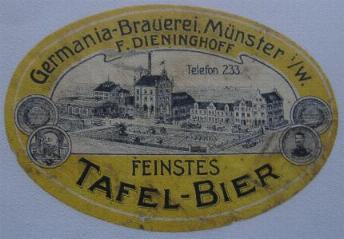 Germania-Brauerei, Münster i/W.
F. DIENINGHOFF
Telefon 233.
FEINSTES
TAFEL-BIER